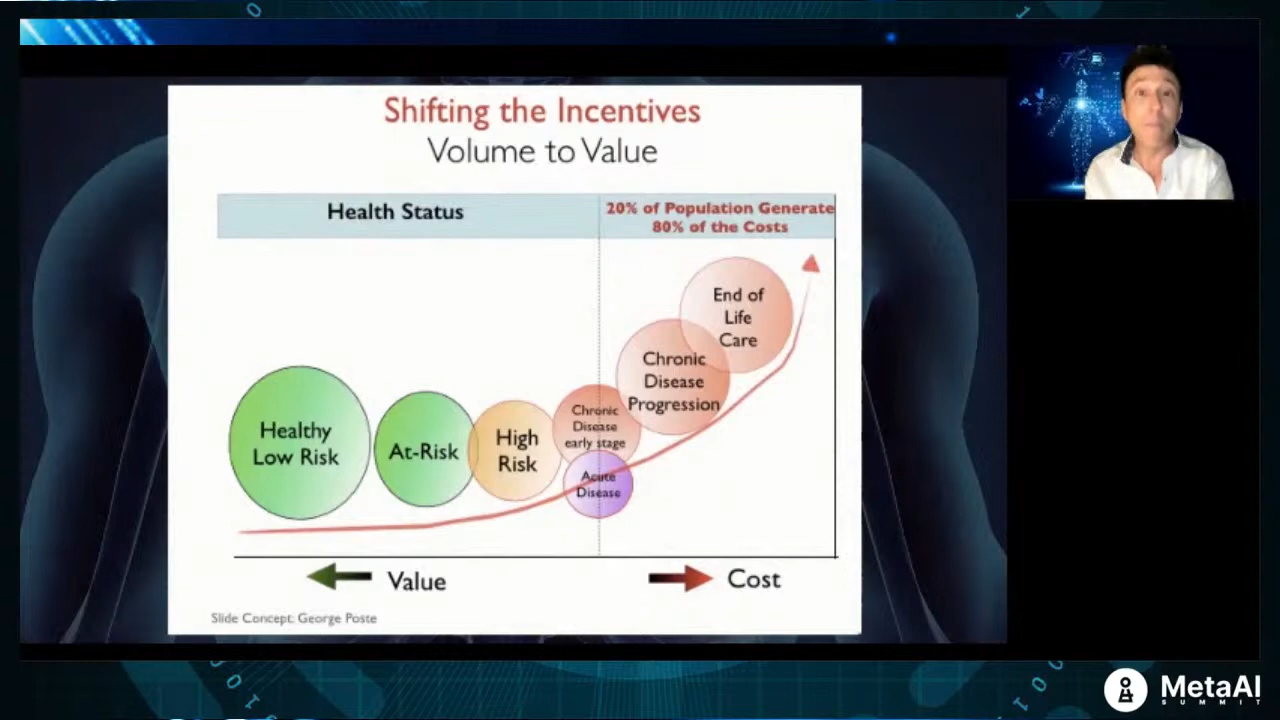 Shifting the Incentives
Volume to Value
Health Status
20% of Population Generate
80% of the Costs
End of
Life
Care
Chronic
Disease
Progression
Chronic
Disease
early stage
Healthy
Low Risk
At-Risk
High
Risk
Acute
Disease
Value
Cost
Slide Concept: George Poste
MetaAI
SUMMIT